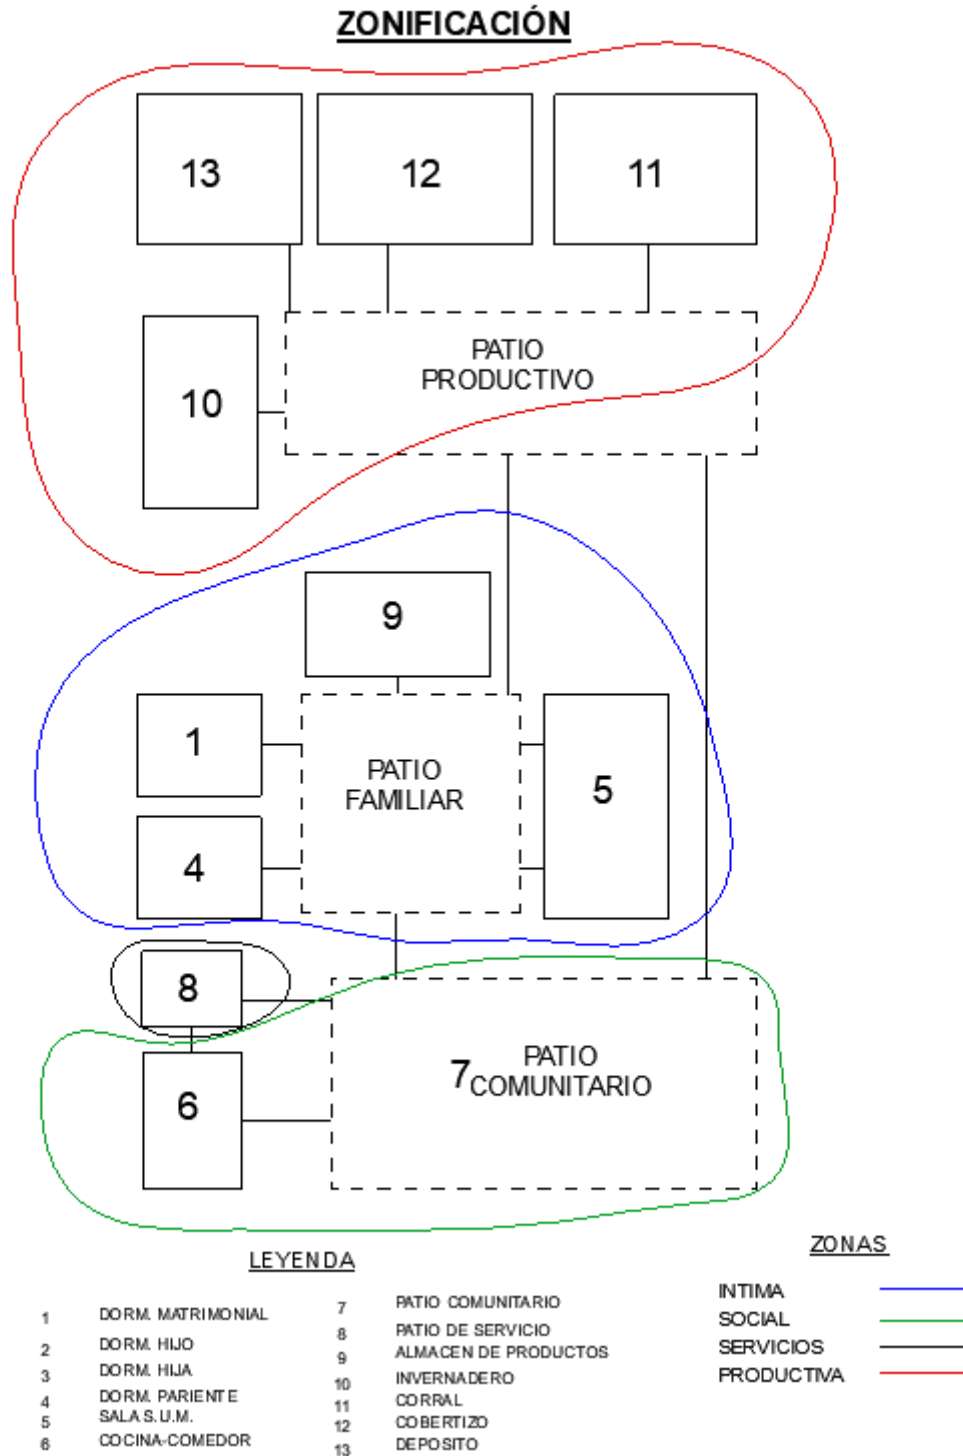 ZONIFICACIÓN
13
12
11
PATIO
PRODUCTIVO
10
9
1
PATIO
FAMILIAR
5
4
8
PATIO
7 COMUNITARIO
6
LEYENDA
1 DORM. MATRIMONIAL
2 DORM. HIJO
3 DORM. HIJA
4 DORM. PARIENTE
5 SALA S.U.M.
6 COCINA-COMEDOR
7 PATIO COMUNITARIO
8 PATIO DE SERVICIO
9 ALMACEN DE PRODUCTOS
10 INVERNADERO
11 CORRAL
12 COBERTIZO
13 DEPOSITO
ZONAS
INTIMA
SOCIAL
SERVICIOS
PRODUCTIVA